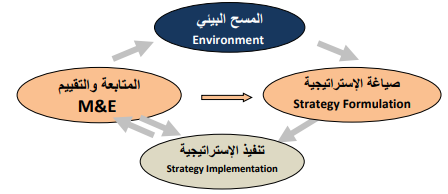 المسح البيئي
Environment
صياغة الإستراتيجية
Strategy Formulation
المتابعة والتقييم
M&E
تنفيذ الإستراتيجية
Strategy Implementation